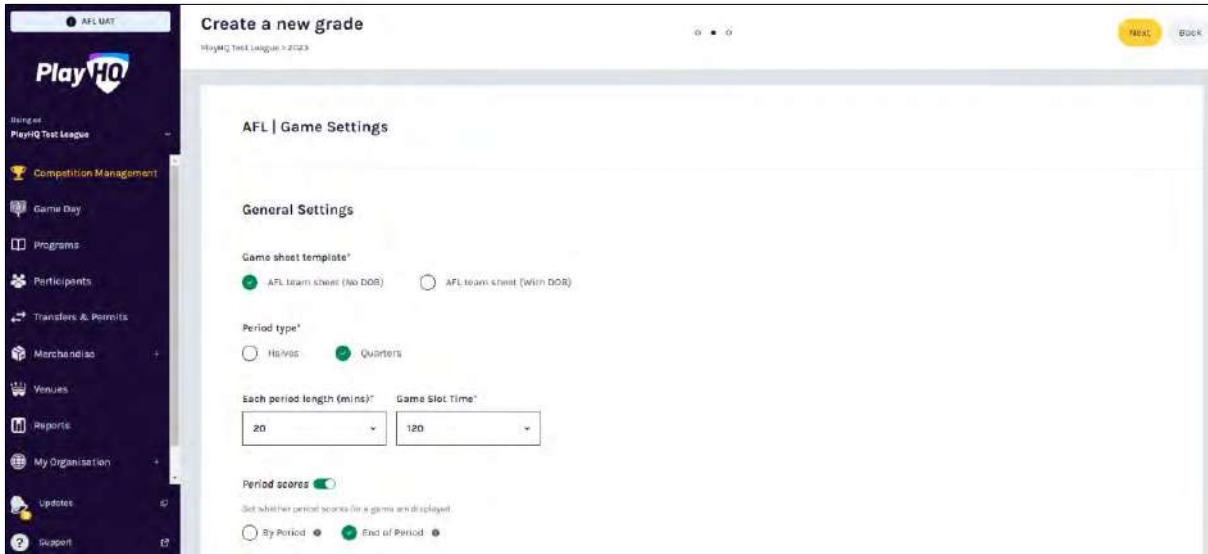 AFL UAT
PlayHQ
Using as
PlayHQ Test League
Competition Management
Game Day
Programs
Participants
Transfers & Permits
Merchandise +
Venues
Reports
My Organisation +
Updates
Support
Create a new grade
PlayHQ Test League > 2023
Next
Back
AFL | Game Settings
General Settings
Game sheet template*
AFL team sheet (No DOB) AFL team sheet (With DOB)
Period type*
Halves Quarters
Each period length (mins)* Game Slot Time*
20 120
Period scores
Set whether period scores for a game are displayed
By Period End of Period